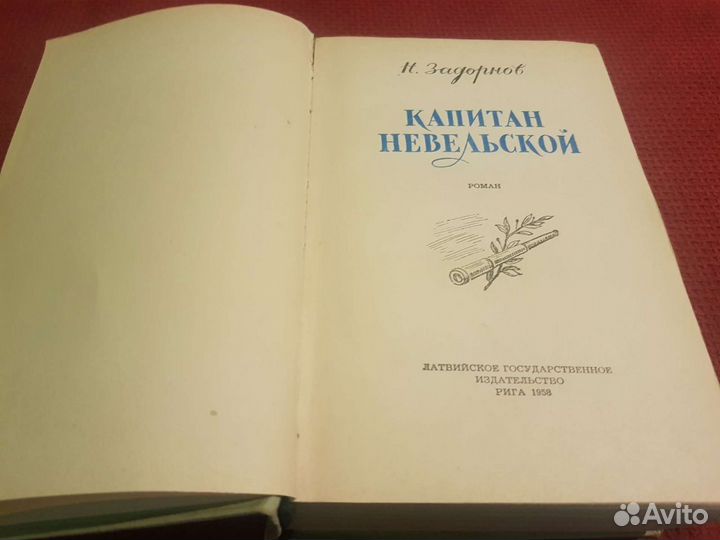 Н. Задорнов
КАПИТАН
НЕВЕЛЬСКОЙ
РОМАН
ЛАТВИЙСКОЕ ГОСУДАРСТВЕННОЕ
ИЗДАТЕЛЬСТВО
РИГА 1958
Avito